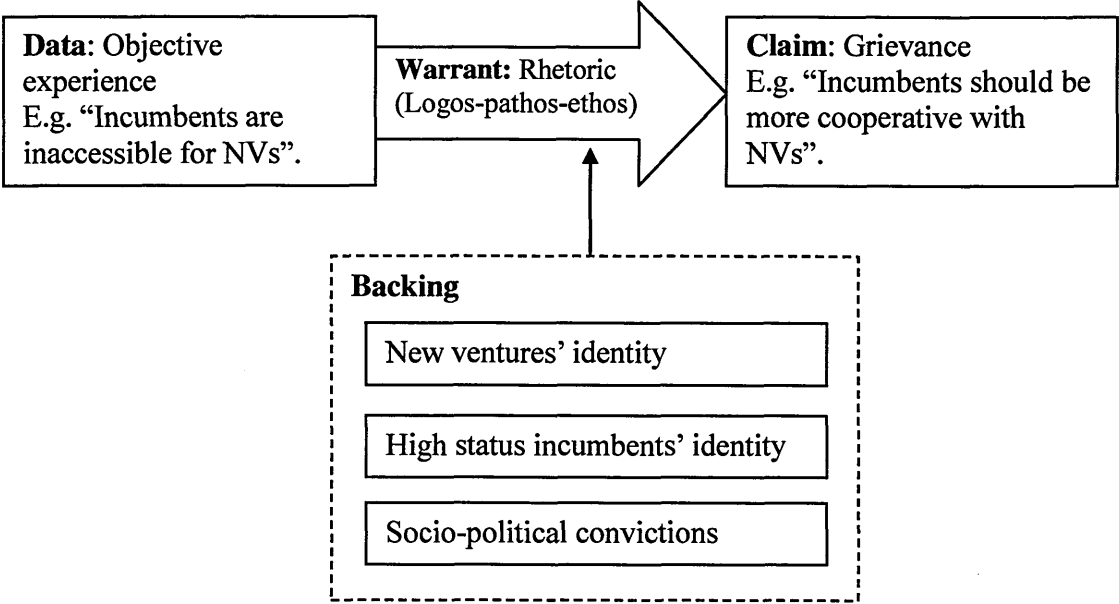 Data: Objective
experience
E.g. “Incumbents are
inaccessible for NVs”.
Warrant: Rhetoric
(Logos-pathos-ethos)
Claim: Grievance
E.g. “Incumbents should be
more cooperative with
NVs”.
Backing
New ventures’ identity
High status incumbents’ identity
Socio-political convictions